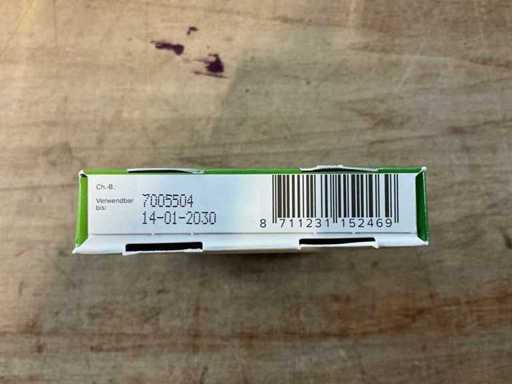 Ch.-B.:
Verwendbar 7005504
bis: 14-01-2030
8 711231 152469